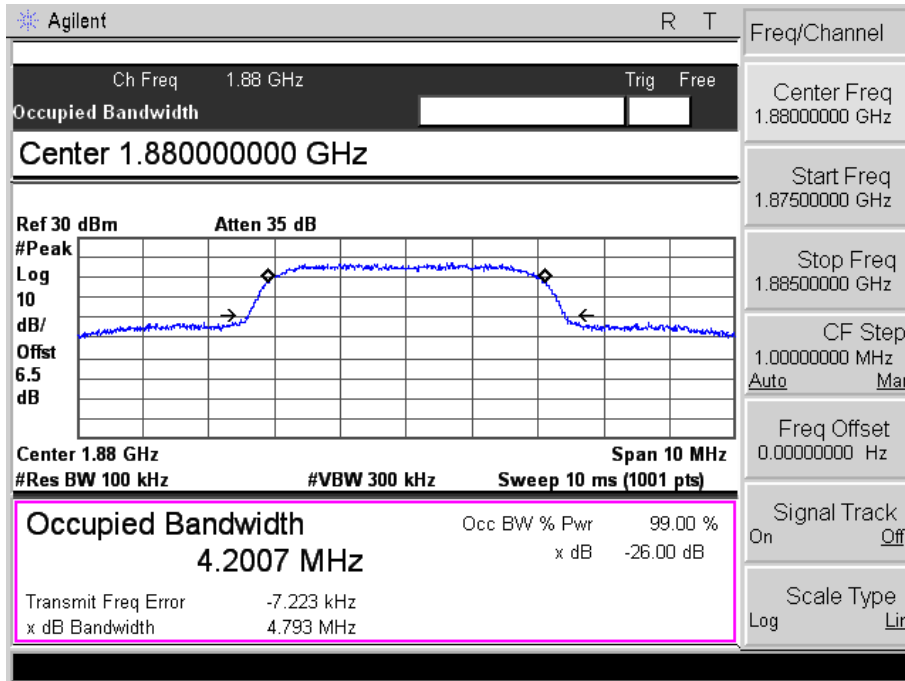 Agilent R T
Ch Freq 1.88 GHz Trig Free
Occupied Bandwidth
Center 1.880000000 GHz
Ref 30 dBm Atten 35 dB
#Peak
Log
10
dB/
Offst
6.5
dB
Center 1.88 GHz Span 10 MHz
#Res BW 100 kHz #VBW 300 kHz Sweep 10 ms (1001 pts)
Occupied Bandwidth Occ BW % Pwr 99.00 %
4.2007 MHz x dB -26.00 dB
Transmit Freq Error -7.223 kHz
x dB Bandwidth 4.793 MHz
Freq/Channel
Center Freq
1.88000000 GHz
Start Freq
1.87500000 GHz
Stop Freq
1.88500000 GHz
CF Step
1.00000000 MHz
Auto Mar
Freq Offset
0.00000000 Hz
Signal Track
On Off
Scale Type
Log Lin